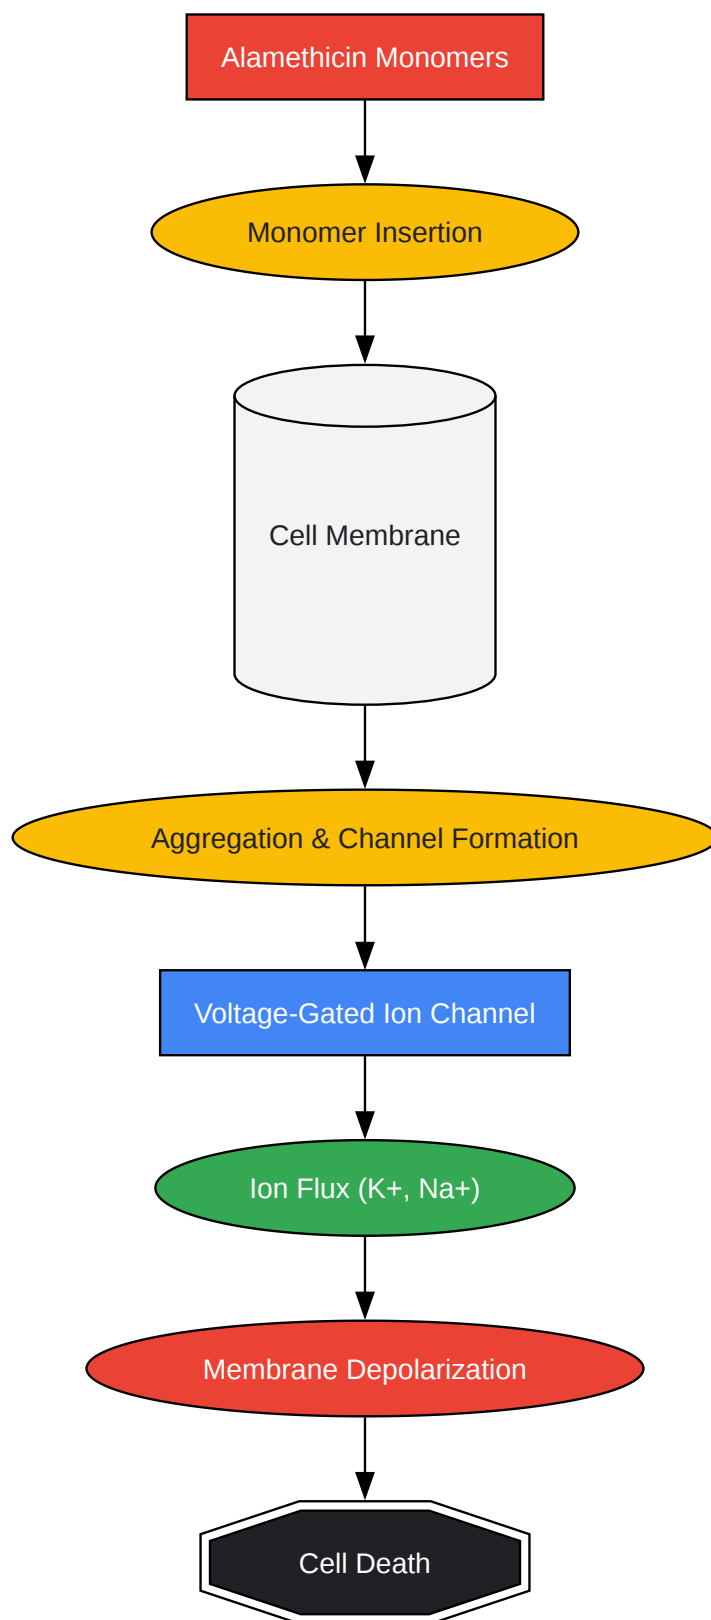 Alamethicin Monomers
Monomer Insertion
Cell Membrane
Aggregation & Channel Formation
Voltage-Gated Ion Channel
Ion Flux (K+, Na+)
Membrane Depolarization
Cell Death